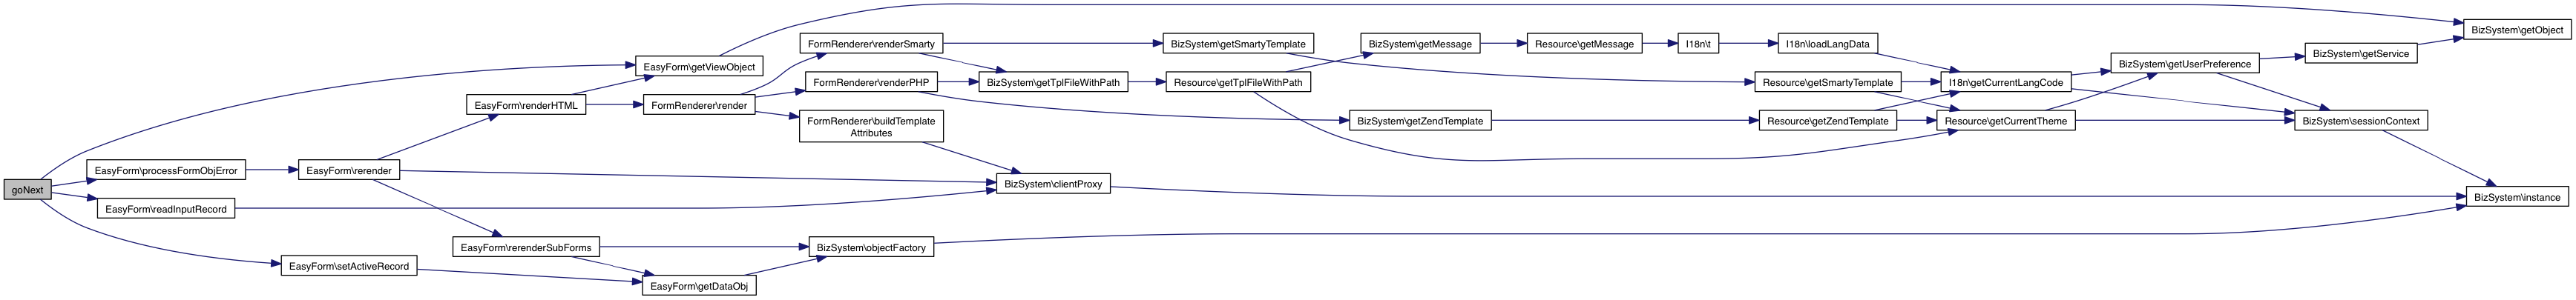 goNext
EasyForm\getViewObject
EasyForm\processFormObjError
EasyForm\readInputRecord
EasyForm\setActiveRecord
EasyForm\rerender
EasyForm\renderHTML
EasyForm\rerenderSubForms
EasyForm\getDataObj
FormRenderer\render
FormRenderer\renderSmarty
FormRenderer\renderPHP
FormRenderer\buildTemplate
Attributes
BizSystem\objectFactory
BizSystem\getTplFileWithPath
BizSystem\clientProxy
BizSystem\getSmartyTemplate
Resource\getTplFileWithPath
BizSystem\getMessage
BizSystem\getZendTemplate
Resource\getMessage
I18n\t
I18n\loadLangData
Resource\getSmartyTemplate
Resource\getZendTemplate
I18n\getCurrentLangCode
Resource\getCurrentTheme
BizSystem\getUserPreference
BizSystem\getService
BizSystem\sessionContext
BizSystem\getObject
BizSystem\instance